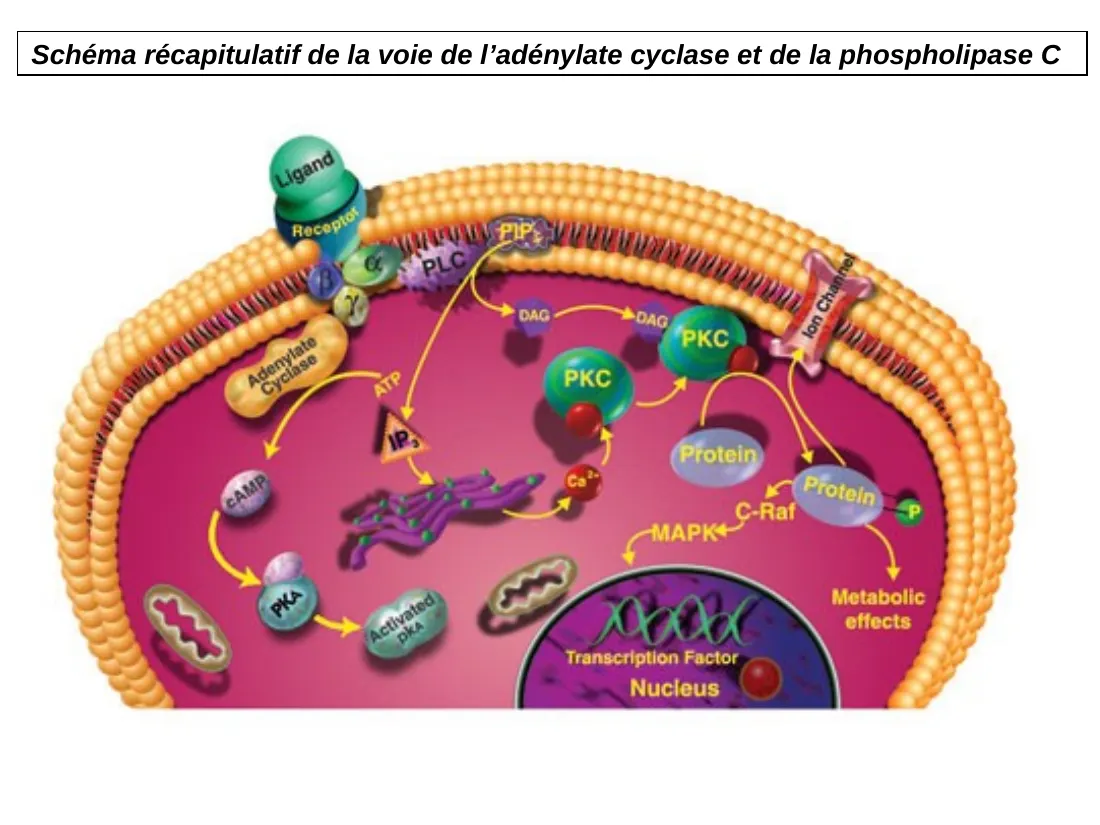 Schéma récapitulatif de la voie de l’adénylate cyclase et de la phospholipase C
Ligand
Receptor
β
α
γ
PLC
PIP₂
Ion Channel
DAG
DAG
PKC
PKC
Adenylate
Cyclase
ATP
IP₃
Ca²⁺
Protein
Protein
P
cAMP
C-Raf
MAPK
PKA
Activated
pKA
Metabolic
effects
Transcription Factor
Nucleus